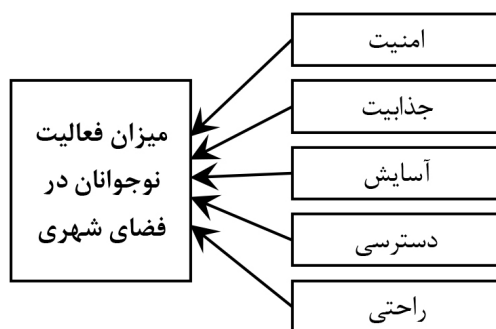 امنیت
جذابیت
آسایش
دسترسی
راحتی
میزان فعالیت
نوجوانان در
فضای شهری